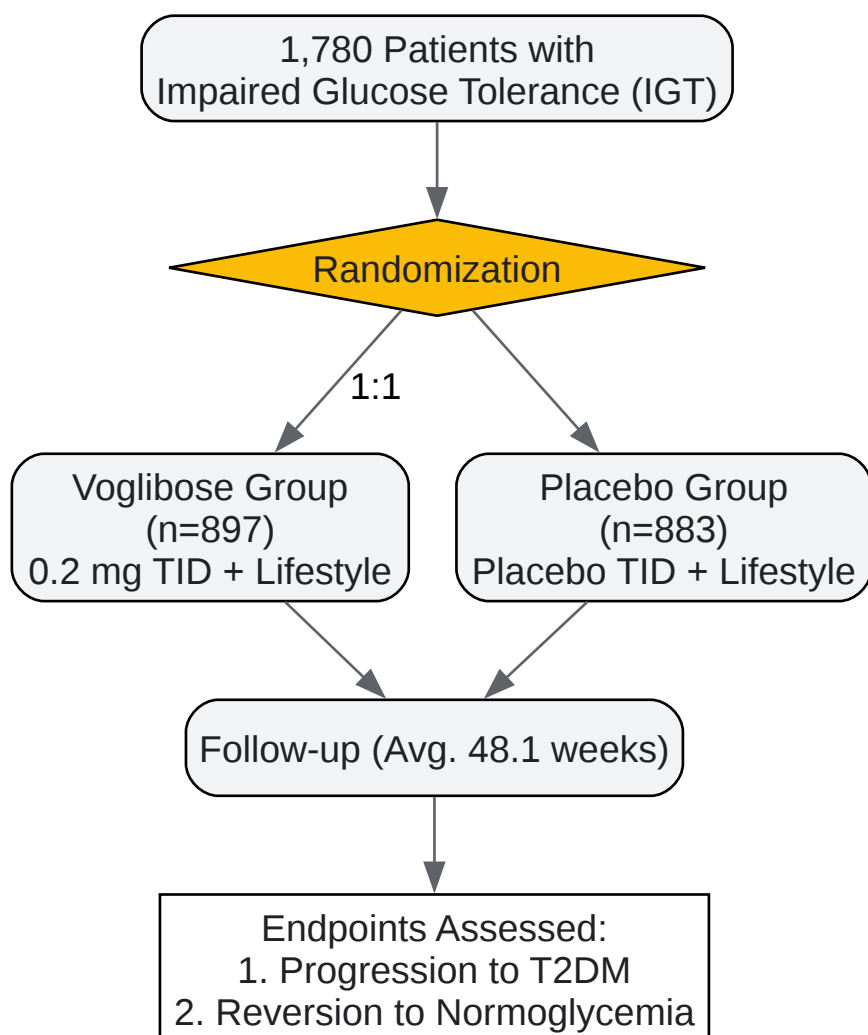 1,780 Patients with
Impaired Glucose Tolerance (IGT)
Randomization
1:1
Voglibose Group
(n=897)
0.2 mg TID + Lifestyle
Placebo Group
(n=883)
Placebo TID + Lifestyle
Follow-up (Avg. 48.1 weeks)
Endpoints Assessed:
1. Progression to T2DM
2. Reversion to Normoglycemia